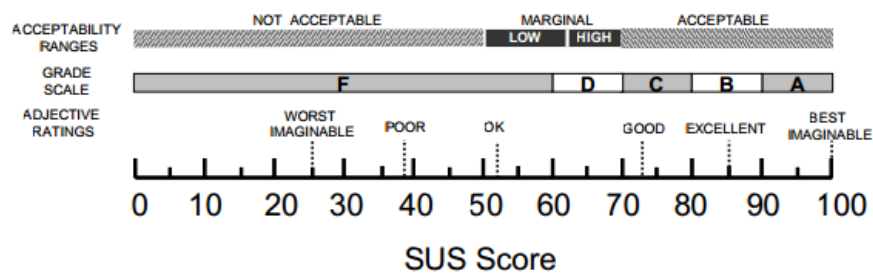 NOT ACCEPTABLE MARGINAL ACCEPTABLE
ACCEPTABILITY
RANGES
LOW HIGH
GRADE
SCALE
F D C B A
ADJECTIVE
RATINGS
WORST
IMAGINABLE
POOR OK GOOD EXCELLENT
BEST
IMAGINABLE
0 10 20 30 40 50 60 70 80 90 100
SUS Score